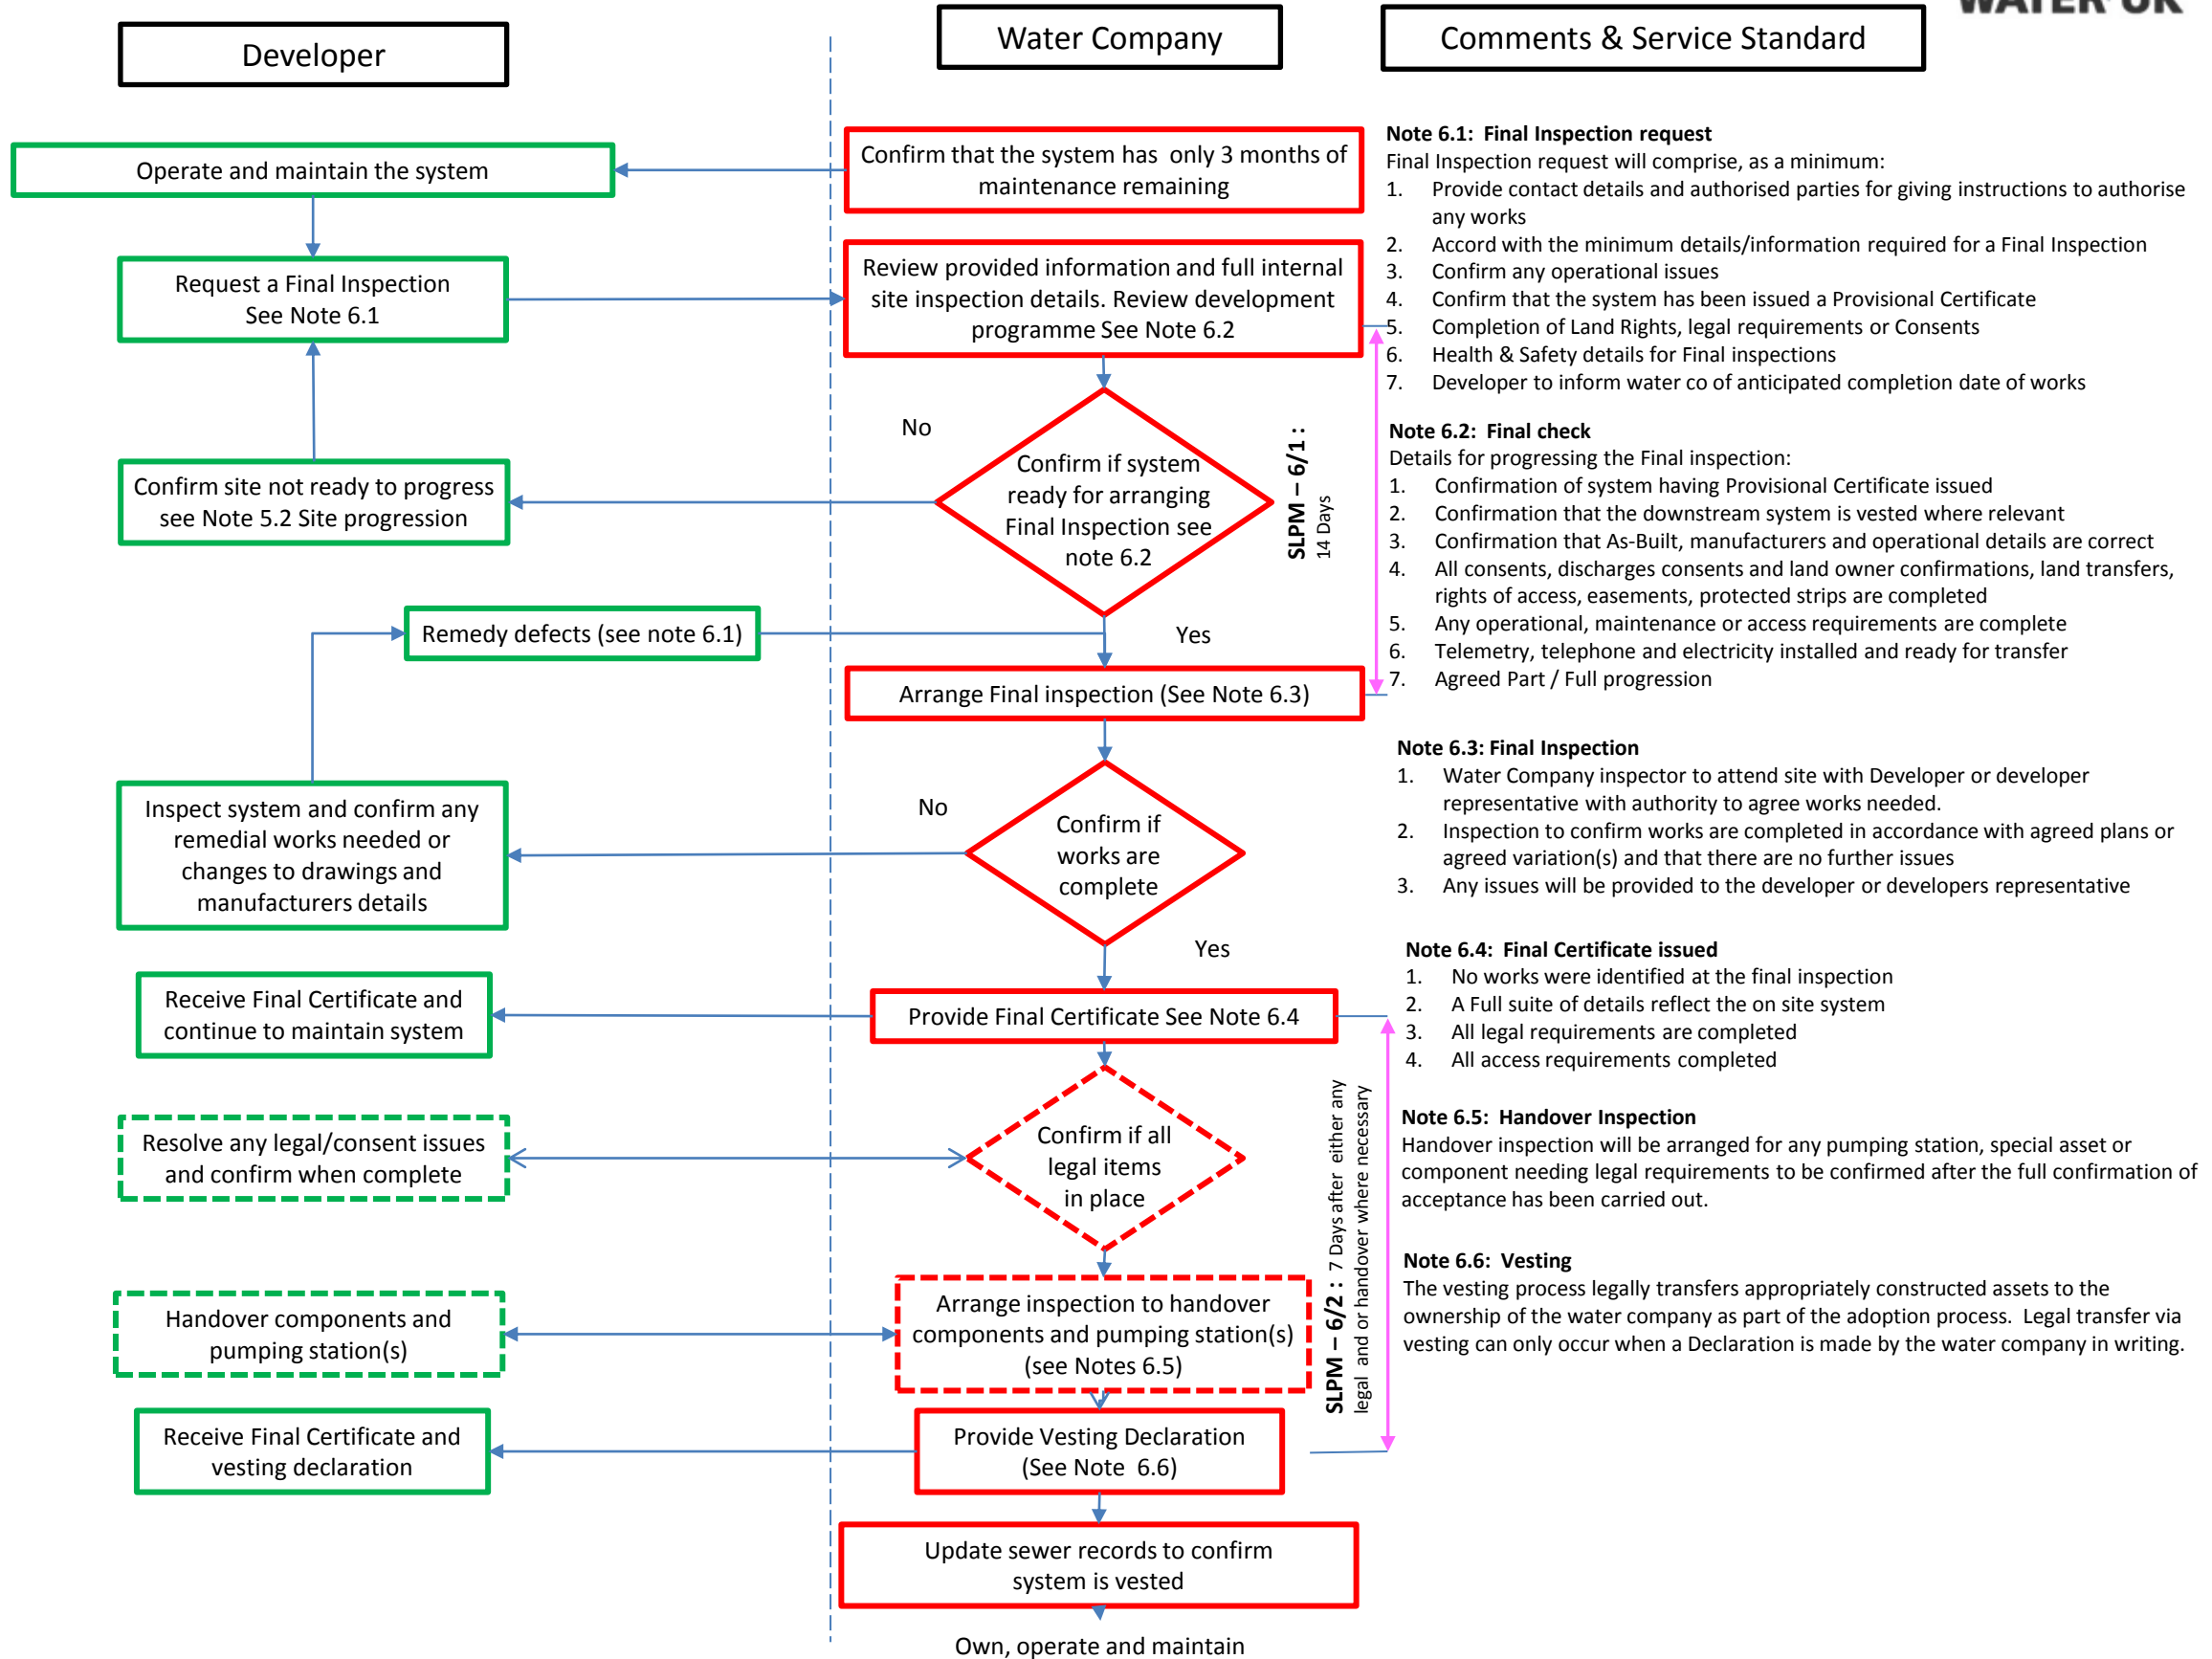 WATER UK
Developer
Water Company
Comments & Service Standard
Operate and maintain the system
Confirm that the system has only 3 months of
maintenance remaining
Request a Final Inspection
See Note 6.1
Review provided information and full internal
site inspection details. Review development
programme See Note 6.2
No
Confirm if system
ready for arranging
Final Inspection see
note 6.2
SLPM – 6/1 :
14 Days
Confirm site not ready to progress
see Note 5.2 Site progression
Remedy defects (see note 6.1)
Yes
Arrange Final inspection (See Note 6.3)
Inspect system and confirm any
remedial works needed or
changes to drawings and
manufacturers details
No
Confirm if
works are
complete
Yes
Receive Final Certificate and
continue to maintain system
Provide Final Certificate See Note 6.4
Resolve any legal/consent issues
and confirm when complete
Confirm if all
legal items
in place
SLPM – 6/2 : 7 Days after either any
legal and or handover where necessary
Handover components and
pumping station(s)
Arrange inspection to handover
components and pumping station(s)
(see Notes 6.5)
Receive Final Certificate and
vesting declaration
Provide Vesting Declaration
(See Note 6.6)
Update sewer records to confirm
system is vested
Own, operate and maintain
Note 6.1: Final Inspection request
Final Inspection request will comprise, as a minimum:
1. Provide contact details and authorised parties for giving instructions to authorise
any works
2. Accord with the minimum details/information required for a Final Inspection
3. Confirm any operational issues
4. Confirm that the system has been issued a Provisional Certificate
5. Completion of Land Rights, legal requirements or Consents
6. Health & Safety details for Final inspections
7. Developer to inform water co of anticipated completion date of works
Note 6.2: Final check
Details for progressing the Final inspection:
1. Confirmation of system having Provisional Certificate issued
2. Confirmation that the downstream system is vested where relevant
3. Confirmation that As-Built, manufacturers and operational details are correct
4. All consents, discharges consents and land owner confirmations, land transfers,
rights of access, easements, protected strips are completed
5. Any operational, maintenance or access requirements are complete
6. Telemetry, telephone and electricity installed and ready for transfer
7. Agreed Part / Full progression
Note 6.3: Final Inspection
1. Water Company inspector to attend site with Developer or developer
representative with authority to agree works needed.
2. Inspection to confirm works are completed in accordance with agreed plans or
agreed variation(s) and that there are no further issues
3. Any issues will be provided to the developer or developers representative
Note 6.4: Final Certificate issued
1. No works were identified at the final inspection
2. A Full suite of details reflect the on site system
3. All legal requirements are completed
4. All access requirements completed
Note 6.5: Handover Inspection
Handover inspection will be arranged for any pumping station, special asset or
component needing legal requirements to be confirmed after the full confirmation of
acceptance has been carried out.
Note 6.6: Vesting
The vesting process legally transfers appropriately constructed assets to the
ownership of the water company as part of the adoption process. Legal transfer via
vesting can only occur when a Declaration is made by the water company in writing.